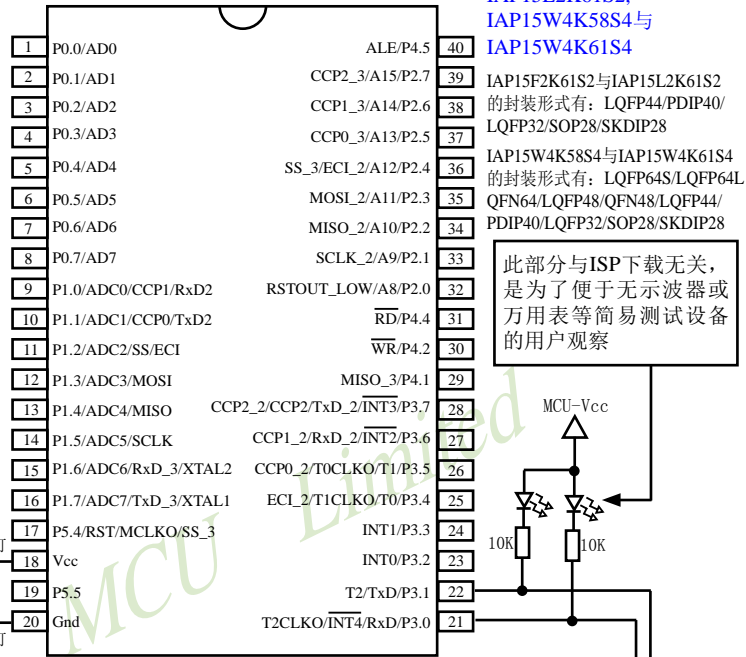 IAP15W4K58S4与
IAP15W4K61S4
IAP15F2K61S2与IAP15L2K61S2
的封装形式有：LQFP44/PDIP40/
LQFP32/SOP28/SKDIP28
IAP15W4K58S4与IAP15W4K61S4
的封装形式有：LQFP64S/LQFP64L
QFN64/LQFP48/QFN48/LQFP44/
PDIP40/LQFP32/SOP28/SKDIP28
此部分与ISP下载无关，
是为了便于无示波器或
万用表等简易测试设备
的用户观察
MCU-Vcc
10K
10K
1 P0.0/AD0 ALE/P4.5 40
2 P0.1/AD1 CCP2_3/A15/P2.7 39
3 P0.2/AD2 CCP1_3/A14/P2.6 38
4 P0.3/AD3 CCP0_3/A13/P2.5 37
5 P0.4/AD4 SS_3/ECI_2/A12/P2.4 36
6 P0.5/AD5 MOSI_2/A11/P2.3 35
7 P0.6/AD6 MISO_2/A10/P2.2 34
8 P0.7/AD7 SCLK_2/A9/P2.1 33
9 P1.0/ADC0/CCP1/RxD2 RSTOUT_LOW/A8/P2.0 32
10 P1.1/ADC1/CCP0/TxD2 RD/P4.4 31
11 P1.2/ADC2/SS/ECI WR/P4.2 30
12 P1.3/ADC3/MOSI MISO_3/P4.1 29
13 P1.4/ADC4/MISO CCP2_2/CCP2/TxD_2/INT3/P3.7 28
14 P1.5/ADC5/SCLK CCP1_2/RxD_2/INT2/P3.6 27
15 P1.6/ADC6/RxD_3/XTAL2 CCP0_2/T0CLKO/T1/P3.5 26
16 P1.7/ADC7/TxD_3/XTAL1 ECI_2/T1CLKO/T0/P3.4 25
17 P5.4/RST/MCLKO/SS_3 INT1/P3.3 24
18 Vcc INT0/P3.2 23
19 P5.5 T2/TxD/P3.1 22
20 Gnd T2CLKO/INT4/RxD/P3.0 21
MCU Limited